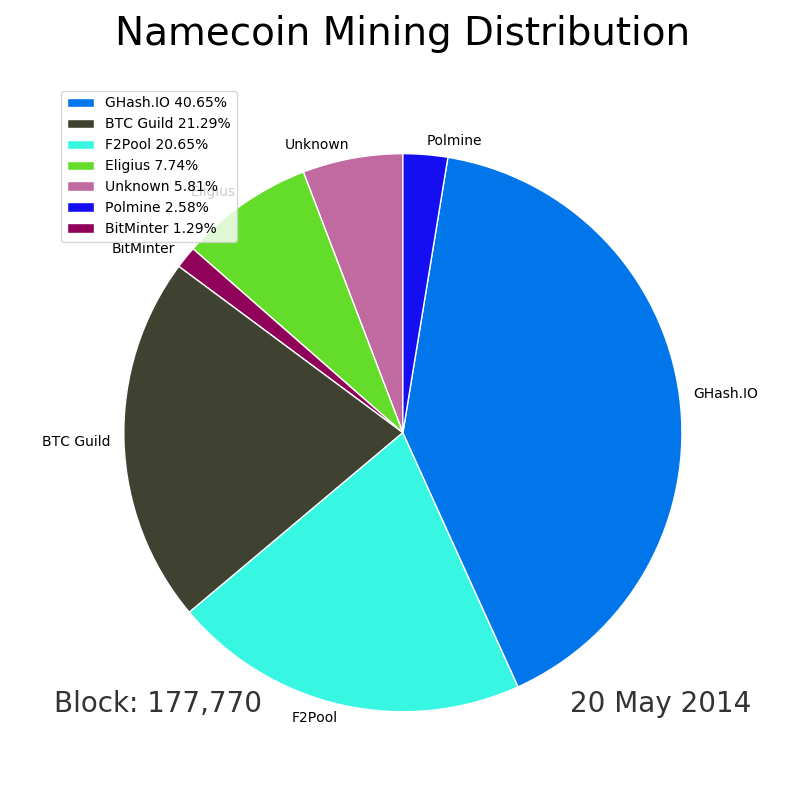 Namecoin Mining Distribution
GHash.IO 40.65%
BTC Guild 21.29%
F2Pool 20.65%
Eligius 7.74%
Unknown 5.81%
Polmine 2.58%
BitMinter 1.29%
Polmine
Unknown
Eligius
BitMinter
GHash.IO
BTC Guild
F2Pool
Block: 177,770
20 May 2014